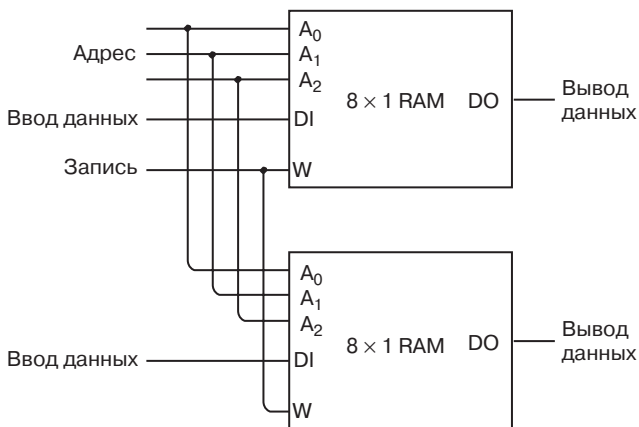 A₀
Адрес
A₁
A₂
8 × 1 RAM
DO
Вывод
данных
Ввод данных
DI
Запись
W
A₀
A₁
A₂
8 × 1 RAM
DO
Вывод
данных
Ввод данных
DI
W